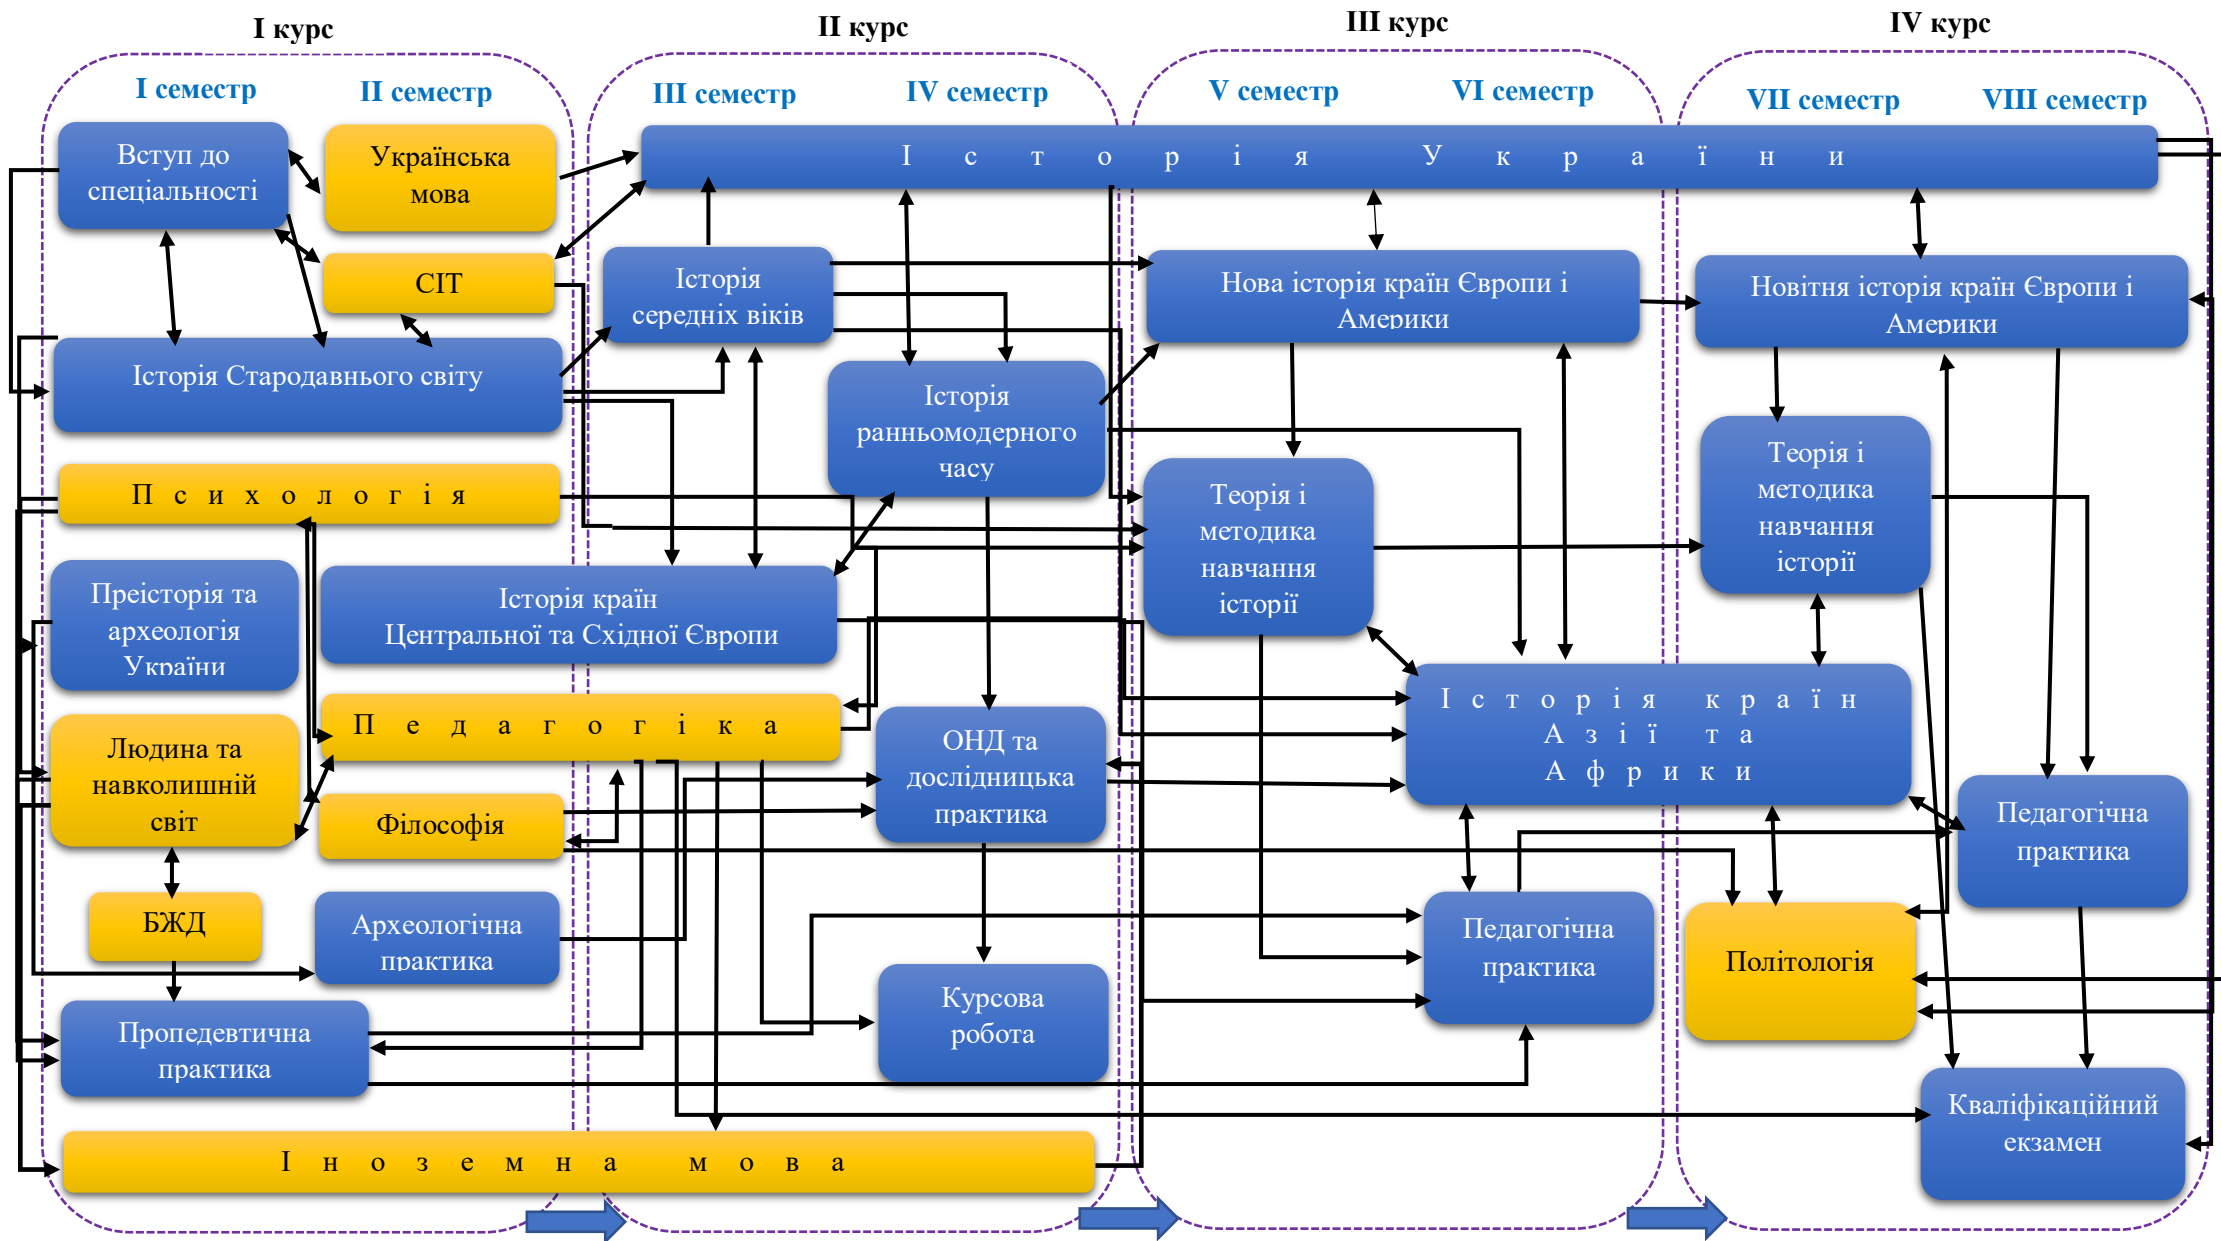 І курс
ІІ курс
ІІІ курс
IV курс
І семестр
ІІ семестр
ІІІ семестр
IV семестр
V семестр
VI семестр
VII семестр
VIII семестр
Вступ до
спеціальності
Українська
мова
І с т о р і я У к р а ї н и
СІТ
Історія
середніх віків
Нова історія країн Європи і
Америки
Новітня історія країн Європи і
Америки
Історія Стародавнього світу
Історія
ранньомодерного
часу
Теорія і
методика
навчання
історії
Теорія і
методика
навчання
історії
П с и х о л о г і я
Преісторія та
археологія
України
Історія країн
Центральної та Східної Європи
І с т о р і я к р а ї н
А з і ї т а
А ф р и к и
П е д а г о г і к а
Людина та
навколишній
світ
ОНД та
дослідницька
практика
Філософія
Педагогічна
практика
БЖД
Археологічна
практика
Педагогічна
практика
Політологія
Курсова
робота
Пропедевтична
практика
Кваліфікаційний
екзамен
І н о з е м н а м о в а